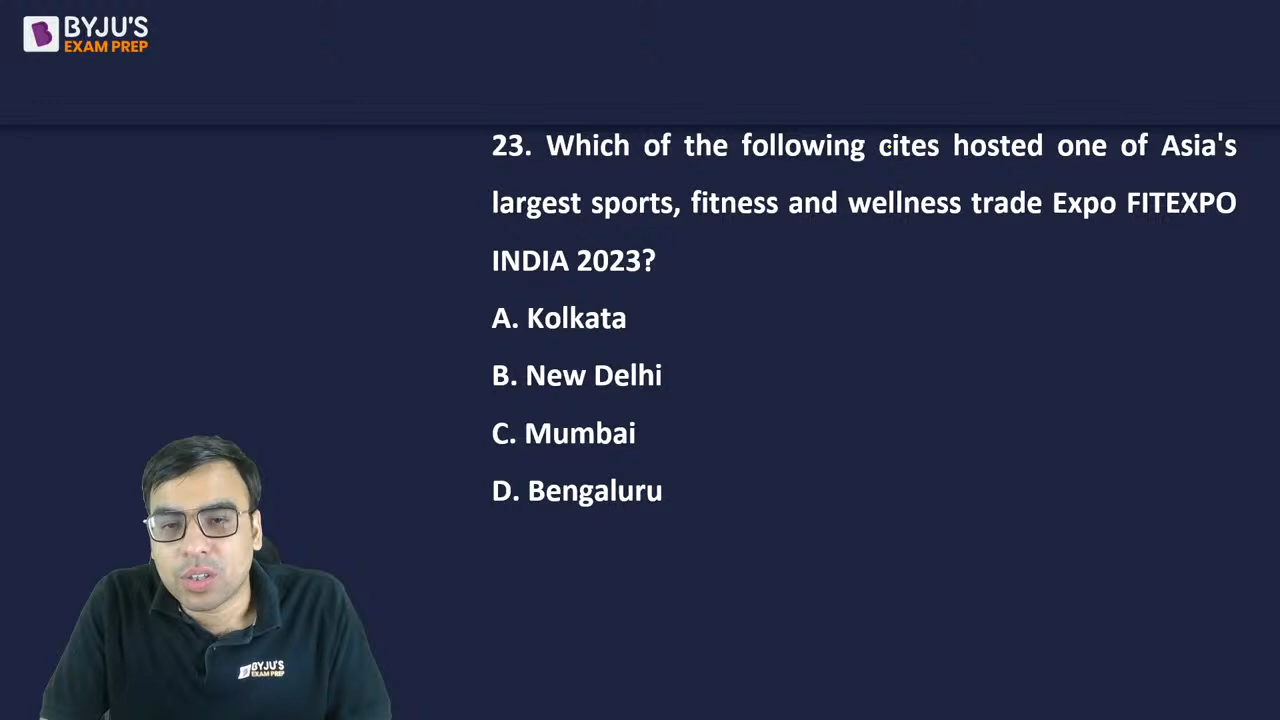 BYJU'S
EXAM PREP
23. Which of the following cites hosted one of Asia's
largest sports, fitness and wellness trade Expo FITEXPO
INDIA 2023?
A. Kolkata
B. New Delhi
C. Mumbai
D. Bengaluru
BYJU'S
EXAM PREP